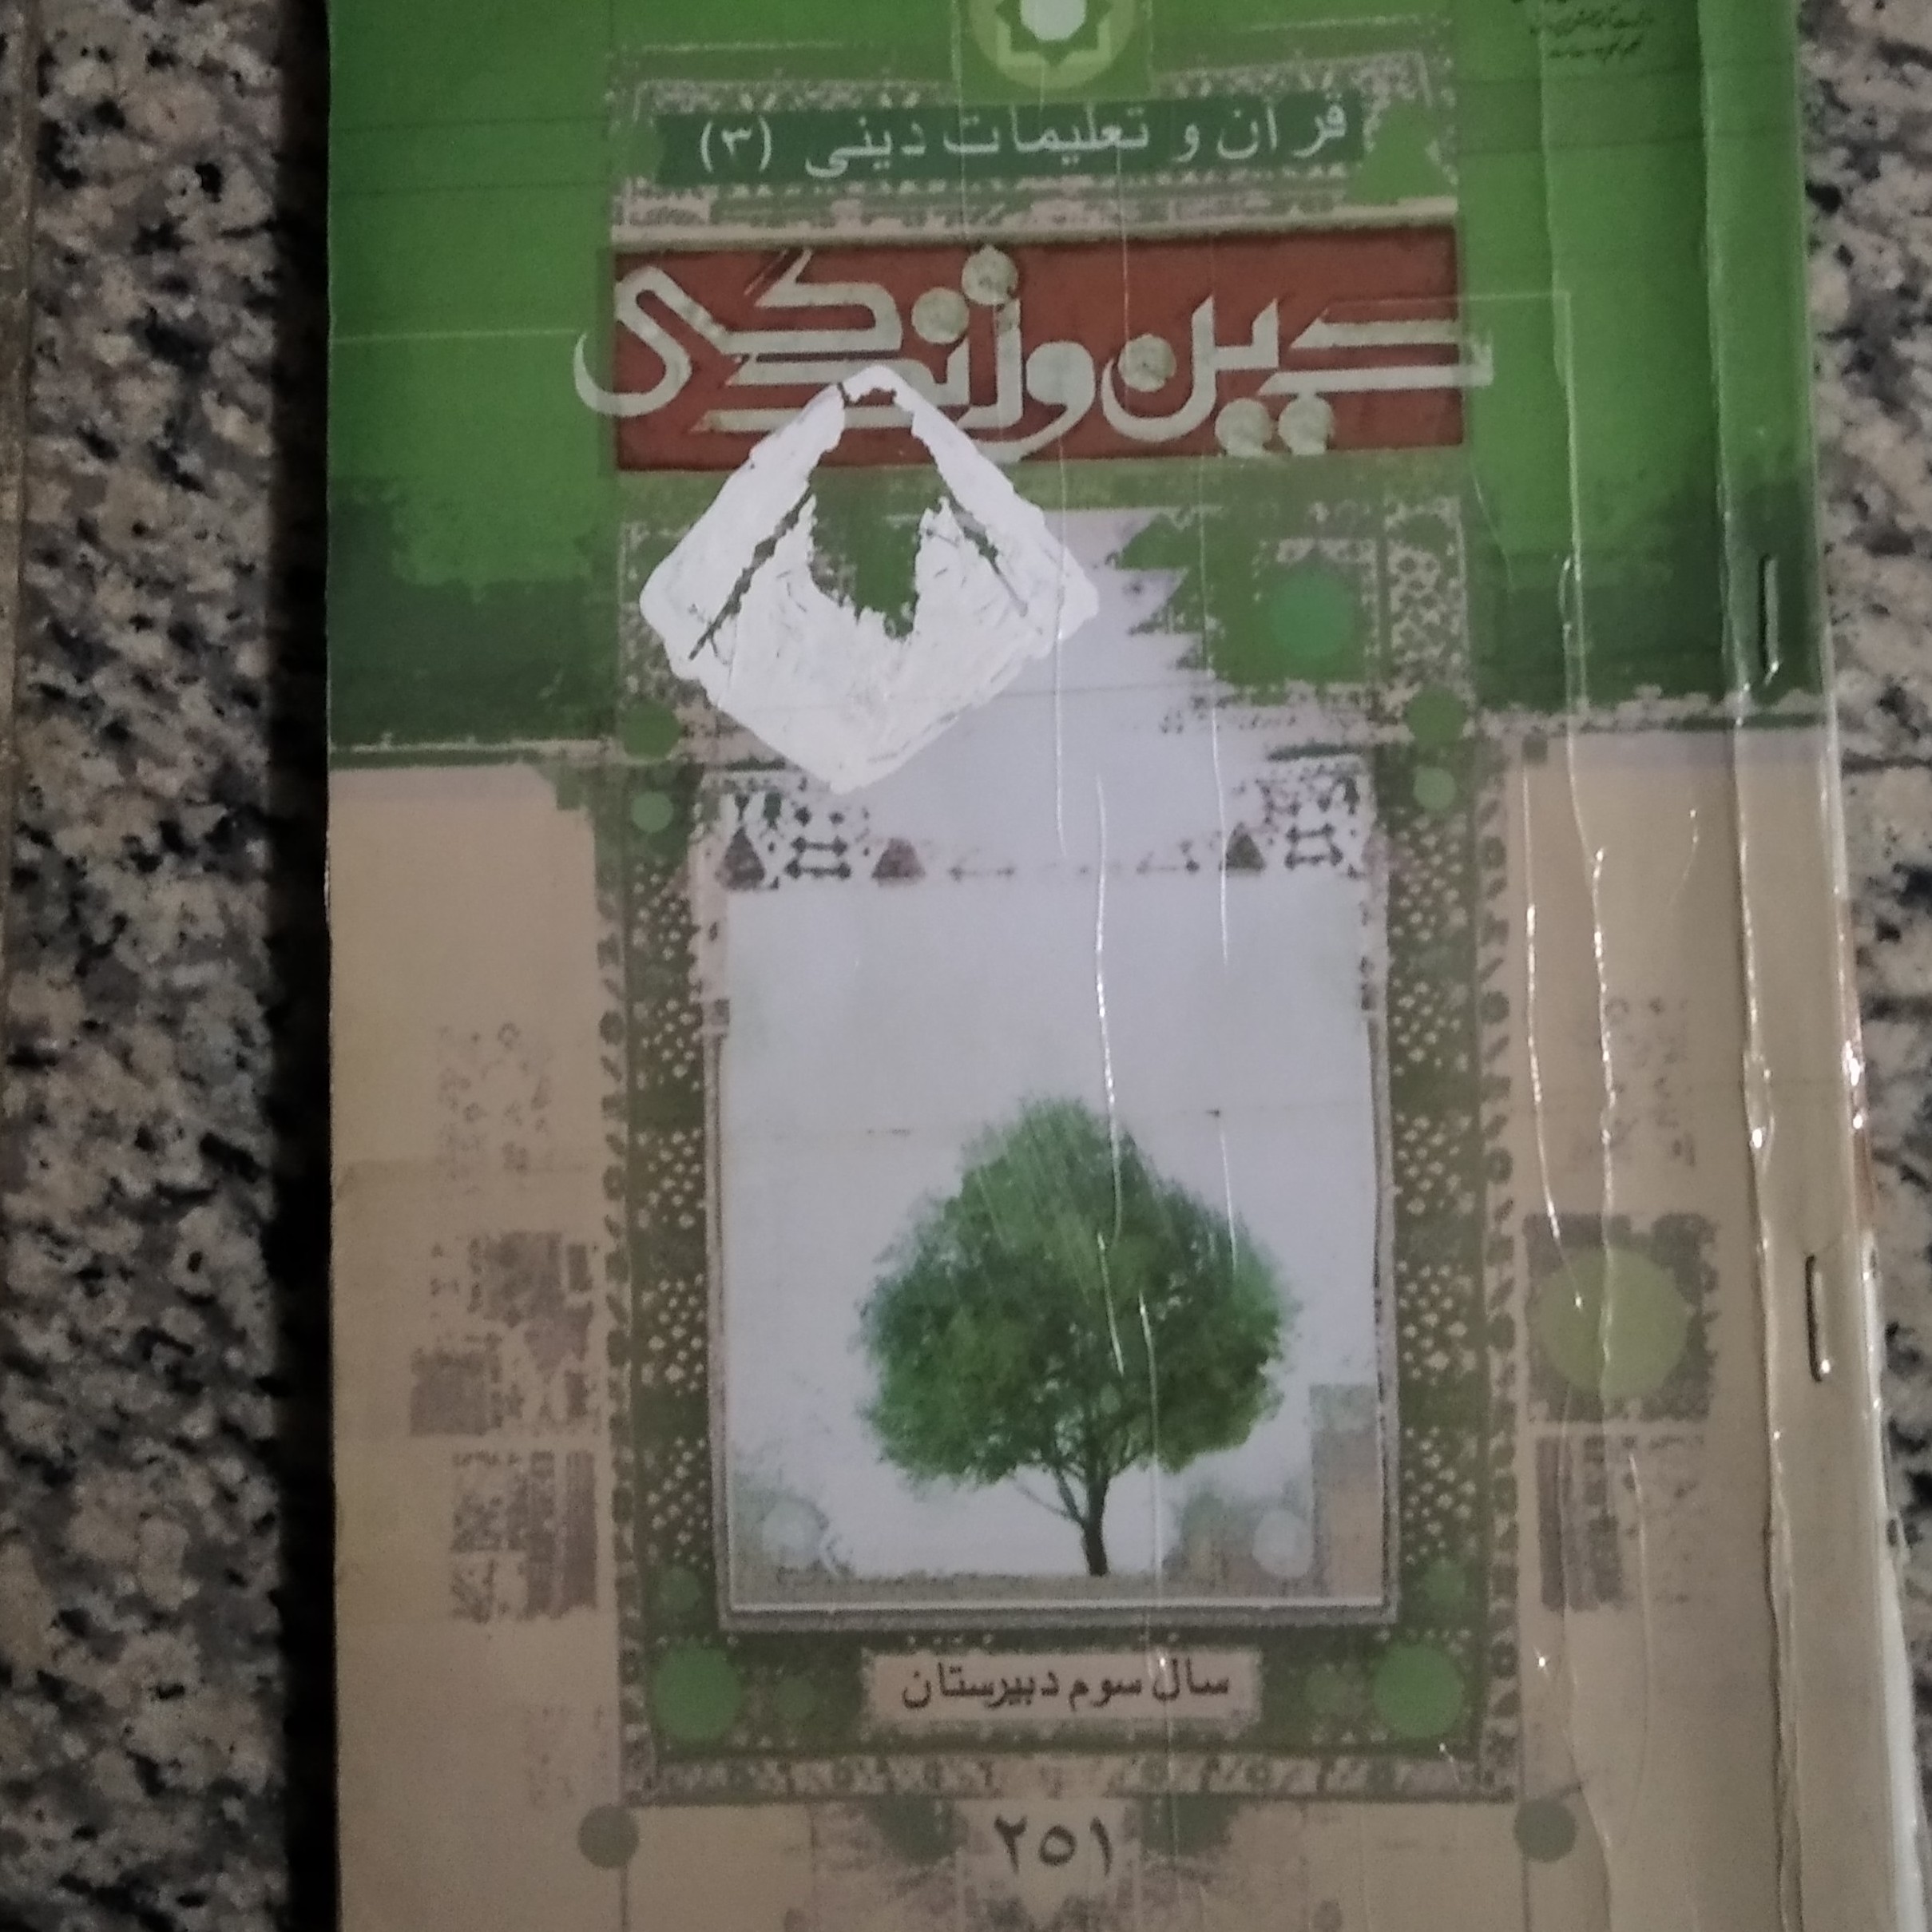 قرآن و تعلیمات دینی (۳)
دین و زندگی
سال سوم دبیرستان
۲۵۱